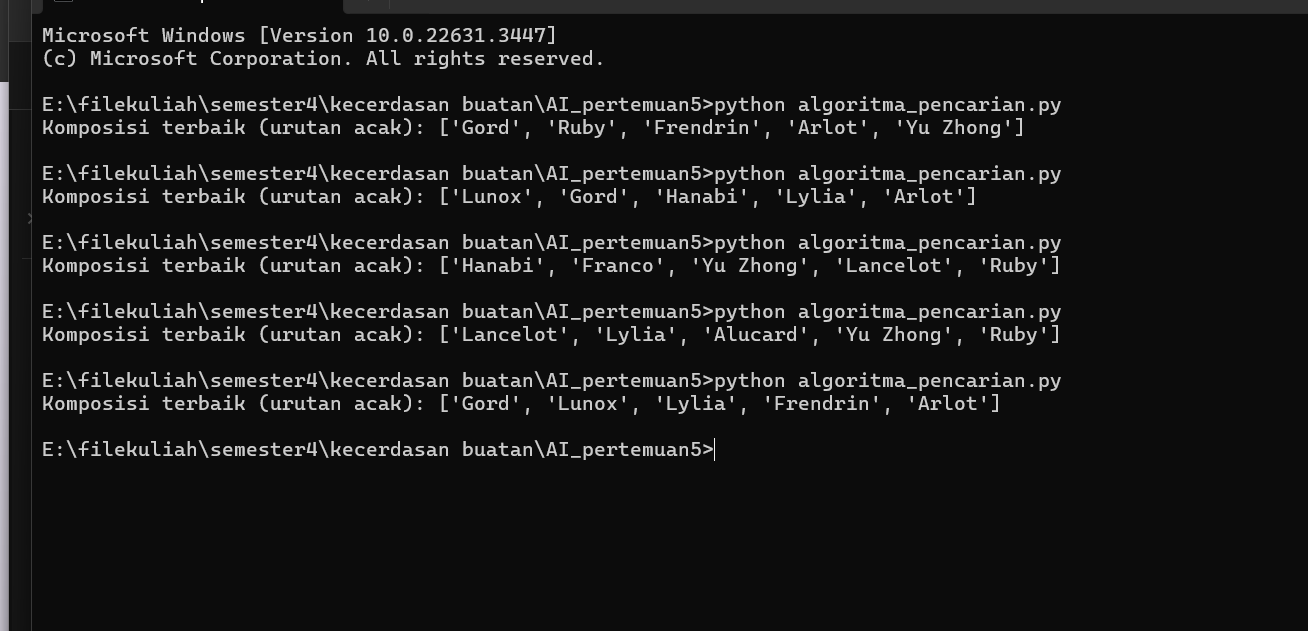 Microsoft Windows [Version 10.0.22631.3447]
(c) Microsoft Corporation. All rights reserved.
E:\filekuliah\semester4\kecerdasan buatan\AI_pertemuan5>python algoritma_pencarian.py
Komposisi terbaik (urutan acak): ['Gord', 'Ruby', 'Frendrin', 'Arlot', 'Yu Zhong']
E:\filekuliah\semester4\kecerdasan buatan\AI_pertemuan5>python algoritma_pencarian.py
Komposisi terbaik (urutan acak): ['Lunox', 'Gord', 'Hanabi', 'Lylia', 'Arlot']
E:\filekuliah\semester4\kecerdasan buatan\AI_pertemuan5>python algoritma_pencarian.py
Komposisi terbaik (urutan acak): ['Hanabi', 'Franco', 'Yu Zhong', 'Lancelot', 'Ruby']
E:\filekuliah\semester4\kecerdasan buatan\AI_pertemuan5>python algoritma_pencarian.py
Komposisi terbaik (urutan acak): ['Lancelot', 'Lylia', 'Alucard', 'Yu Zhong', 'Ruby']
E:\filekuliah\semester4\kecerdasan buatan\AI_pertemuan5>python algoritma_pencarian.py
Komposisi terbaik (urutan acak): ['Gord', 'Lunox', 'Lylia', 'Frendrin', 'Arlot']
E:\filekuliah\semester4\kecerdasan buatan\AI_pertemuan5>